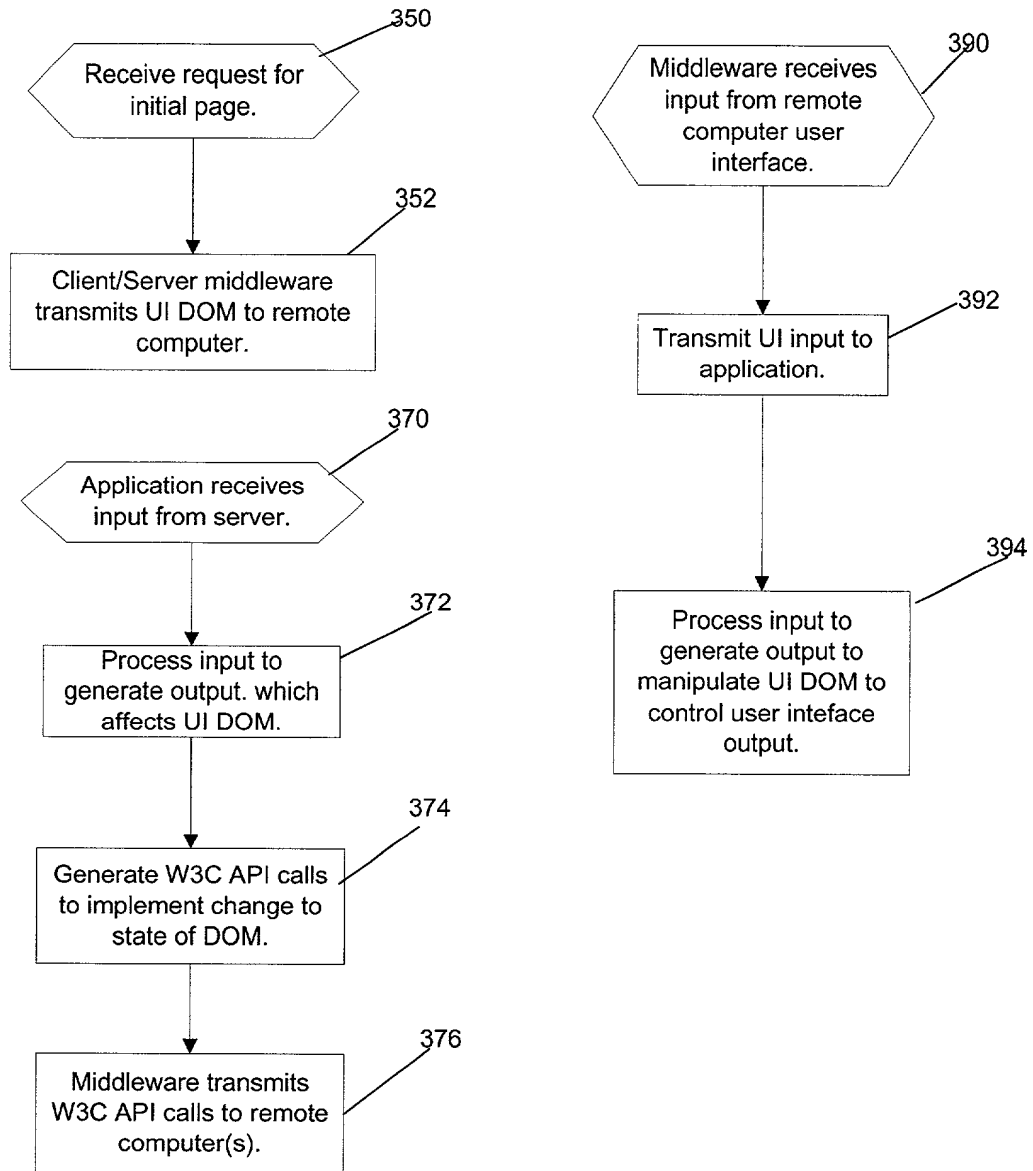 350
Receive request for
initial page.
352
Client/Server middleware
transmits UI DOM to remote
computer.
370
Application receives
input from server.
372
Process input to
generate output. which
affects UI DOM.
374
Generate W3C API calls
to implement change to
state of DOM.
376
Middleware transmits
W3C API calls to remote
computer(s).
390
Middleware receives
input from remote
computer user
interface.
392
Transmit UI input to
application.
394
Process input to
generate output to
manipulate UI DOM to
control user inteface
output.